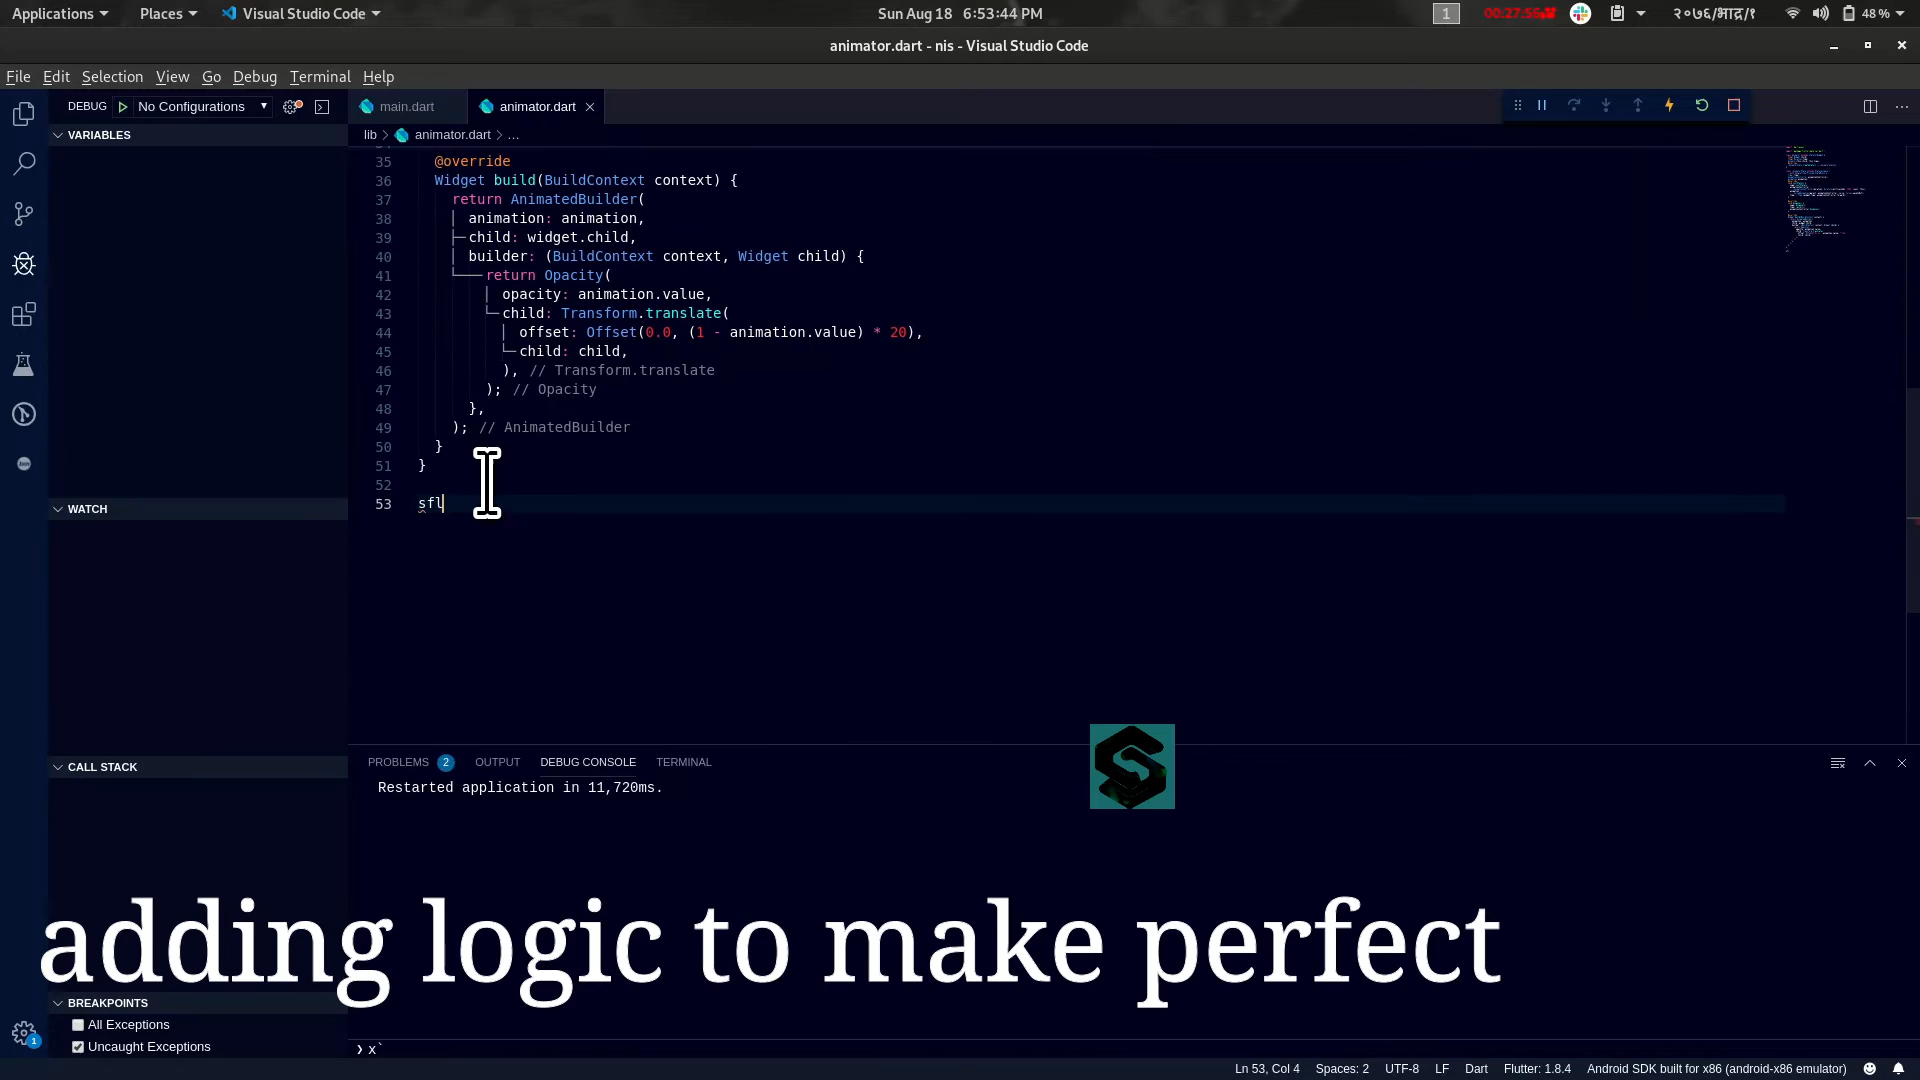 Applications Places Visual Studio Code Sun Aug 18 6:53:44 PM 1 00:27:56 २०७६/भाद्र/१ 48 %
animator.dart - nis - Visual Studio Code
File Edit Selection View Go Debug Terminal Help
DEBUG No Configurations main.dart animator.dart
VARIABLES
lib > animator.dart > ...
35 @override
36 Widget build(BuildContext context) {
37 return AnimatedBuilder(
38 animation: animation,
39 child: widget.child,
40 builder: (BuildContext context, Widget child) {
41 return Opacity(
42 opacity: animation.value,
43 child: Transform.translate(
44 offset: Offset(0.0, (1 - animation.value) * 20),
45 child: child,
46 ), // Transform.translate
47 ); // Opacity
48 },
49 ); // AnimatedBuilder
50 }
51 }
52
53 sfl
WATCH
CALL STACK
PROBLEMS 2 OUTPUT DEBUG CONSOLE TERMINAL
Restarted application in 11,720ms.
adding logic to make perfect
BREAKPOINTS
All Exceptions
Uncaught Exceptions
1
❯ x`
Ln 53, Col 4 Spaces: 2 UTF-8 LF Dart Flutter: 1.8.4 Android SDK built for x86 (android-x86 emulator)